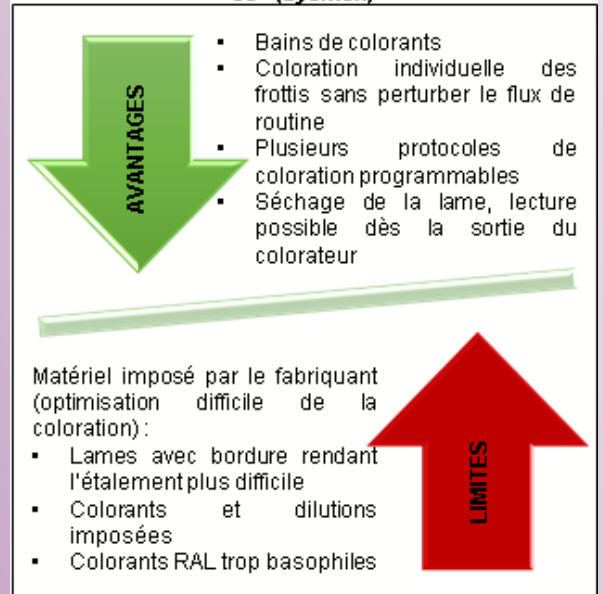 ▪ Bains de colorants
▪ Coloration individuelle des
frottis sans perturber le flux de
routine
▪ Plusieurs protocoles de
coloration programmables
▪ Séchage de la lame, lecture
possible dès la sortie du
colorateur
AVANTAGES
Matériel imposé par le fabriquant
(optimisation difficile de la
coloration) :
▪ Lames avec bordure rendant
l'étalement plus difficile
▪ Colorants et dilutions
imposées
▪ Colorants RAL trop basophiles
LIMITES